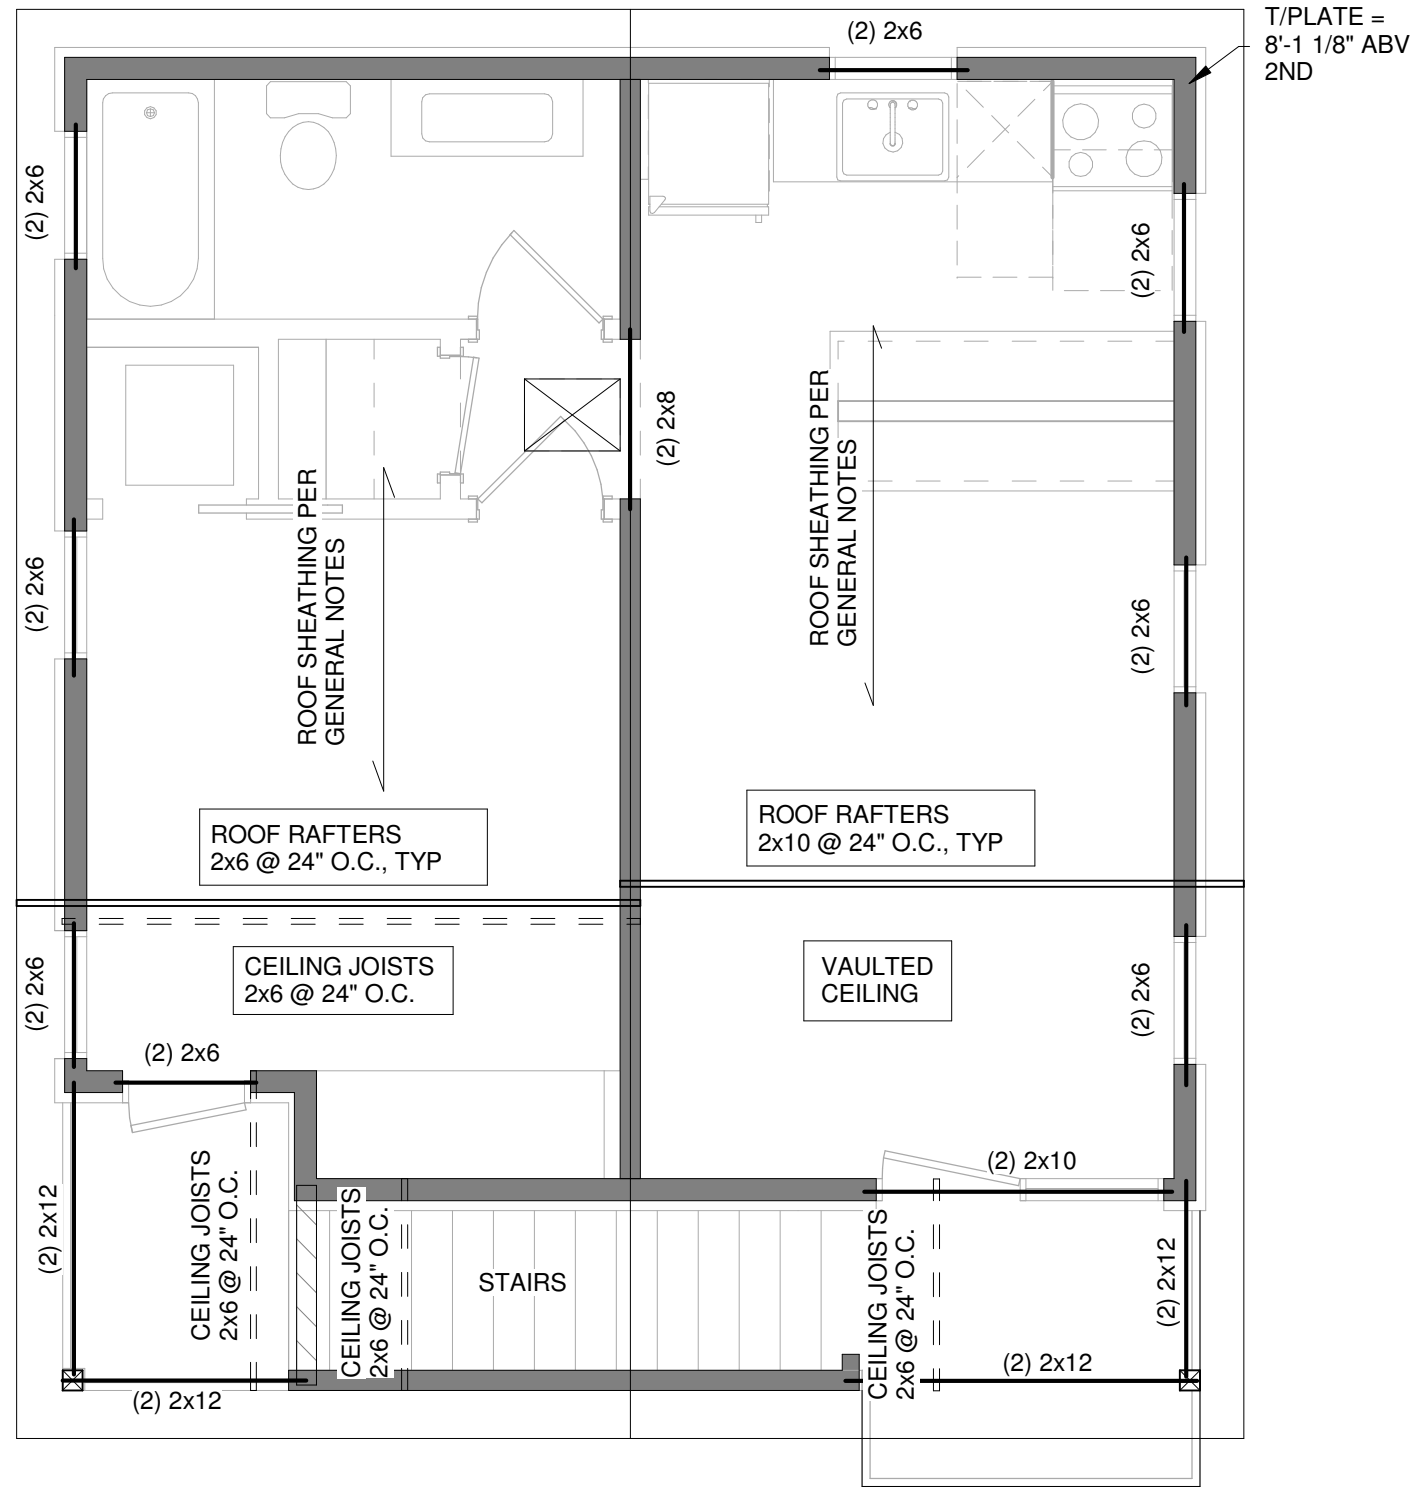 (2) 2x6
T/PLATE =
8'-1 1/8" ABV
2ND
(2) 2x6
(2) 2x6
(2) 2x8
ROOF SHEATHING PER
GENERAL NOTES
ROOF SHEATHING PER
GENERAL NOTES
(2) 2x6
(2) 2x6
ROOF RAFTERS
2x6 @ 24" O.C., TYP
ROOF RAFTERS
2x10 @ 24" O.C., TYP
(2) 2x6
CEILING JOISTS
2x6 @ 24" O.C.
VAULTED
CEILING
(2) 2x6
(2) 2x6
(2) 2x10
(2) 2x12
CEILING JOISTS
2x6 @ 24" O.C.
CEILING JOISTS
2x6 @ 24" O.C.
STAIRS
CEILING JOISTS
2x6 @ 24" O.C.
(2) 2x12
(2) 2x12
(2) 2x12